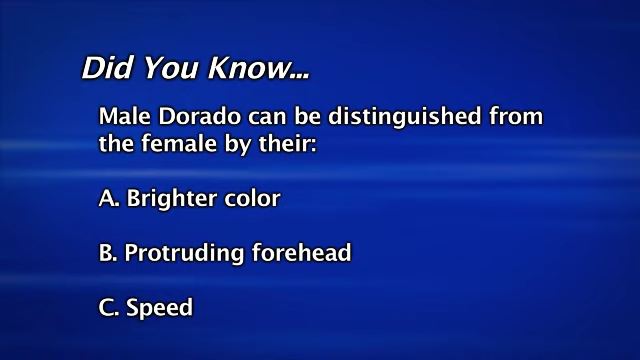 Did You Know...
Male Dorado can be distinguished from
the female by their:
A. Brighter color
B. Protruding forehead
C. Speed